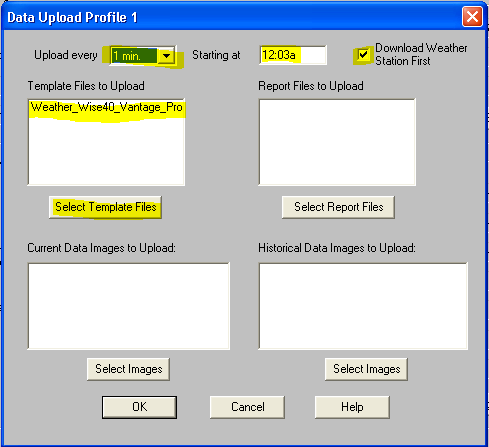 Data Upload Profile 1
Upload every 1 min. Starting at 12:03a Download Weather
Station First
Template Files to Upload Report Files to Upload
Weather_Wise40_Vantage_Pro
Select Template Files Select Report Files
Current Data Images to Upload: Historical Data Images to Upload:
Select Images Select Images
OK Cancel Help